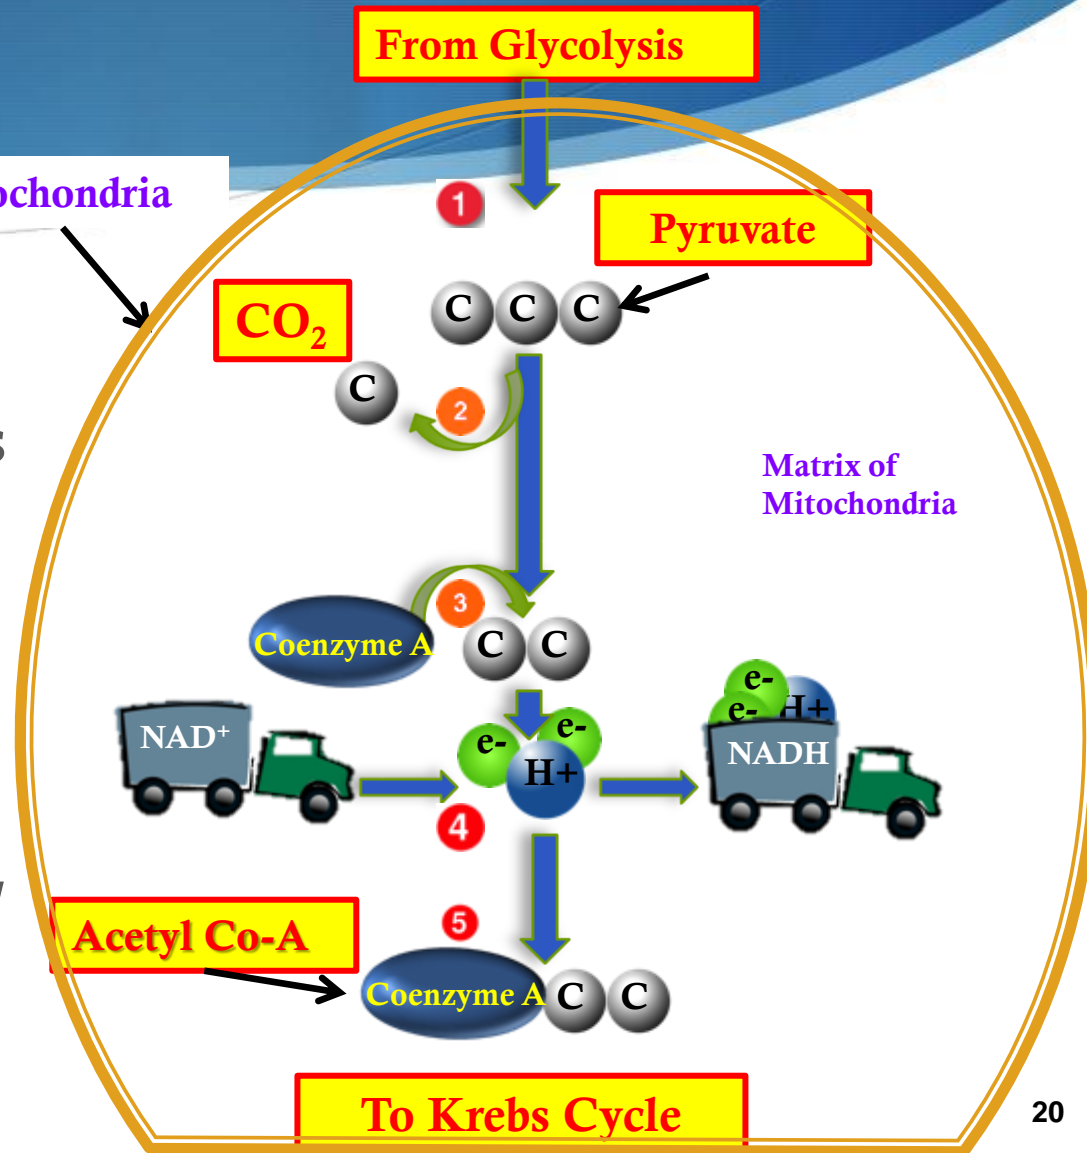 From Glycolysis
ochondria
1
Pyruvate
C C C
CO₂
C
2
s
Matrix of
Mitochondria
3
Coenzyme A
C C
NAD⁺
e- e-
H+
e-
e- H+
NADH
4
Acetyl Co-A
5
Coenzyme A C C
To Krebs Cycle
20